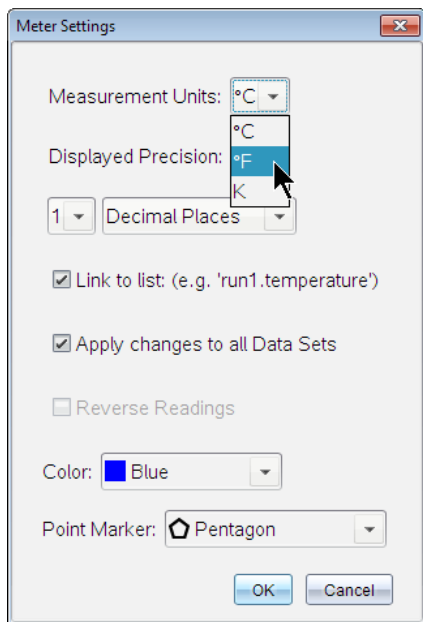 Meter Settings
Measurement Units: °C
°C
Displayed Precision: °F
K
1 Decimal Places
Link to list: (e.g. 'run1.temperature')
Apply changes to all Data Sets
Reverse Readings
Color: Blue
Point Marker: Pentagon
OK Cancel